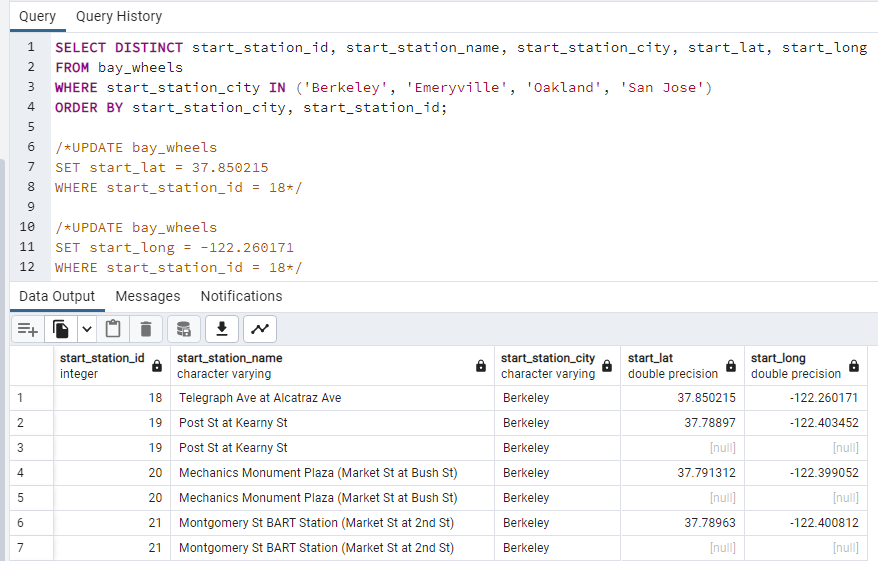 Query Query History
1 SELECT DISTINCT start_station_id, start_station_name, start_station_city, start_lat, start_long
2 FROM bay_wheels
3 WHERE start_station_city IN ('Berkeley', 'Emeryville', 'Oakland', 'San Jose')
4 ORDER BY start_station_city, start_station_id;
5
6 /*UPDATE bay_wheels
7 SET start_lat = 37.850215
8 WHERE start_station_id = 18*/
9
10 /*UPDATE bay_wheels
11 SET start_long = -122.260171
12 WHERE start_station_id = 18*/
Data Output Messages Notifications
start_station_id start_station_name start_station_city start_lat start_long
integer character varying character varying double precision double precision
1 18 Telegraph Ave at Alcatraz Ave Berkeley 37.850215 -122.260171
2 19 Post St at Kearny St Berkeley 37.78897 -122.403452
3 19 Post St at Kearny St Berkeley [null] [null]
4 20 Mechanics Monument Plaza (Market St at Bush St) Berkeley 37.791312 -122.399052
5 20 Mechanics Monument Plaza (Market St at Bush St) Berkeley [null] [null]
6 21 Montgomery St BART Station (Market St at 2nd St) Berkeley 37.78963 -122.400812
7 21 Montgomery St BART Station (Market St at 2nd St) Berkeley [null] [null]